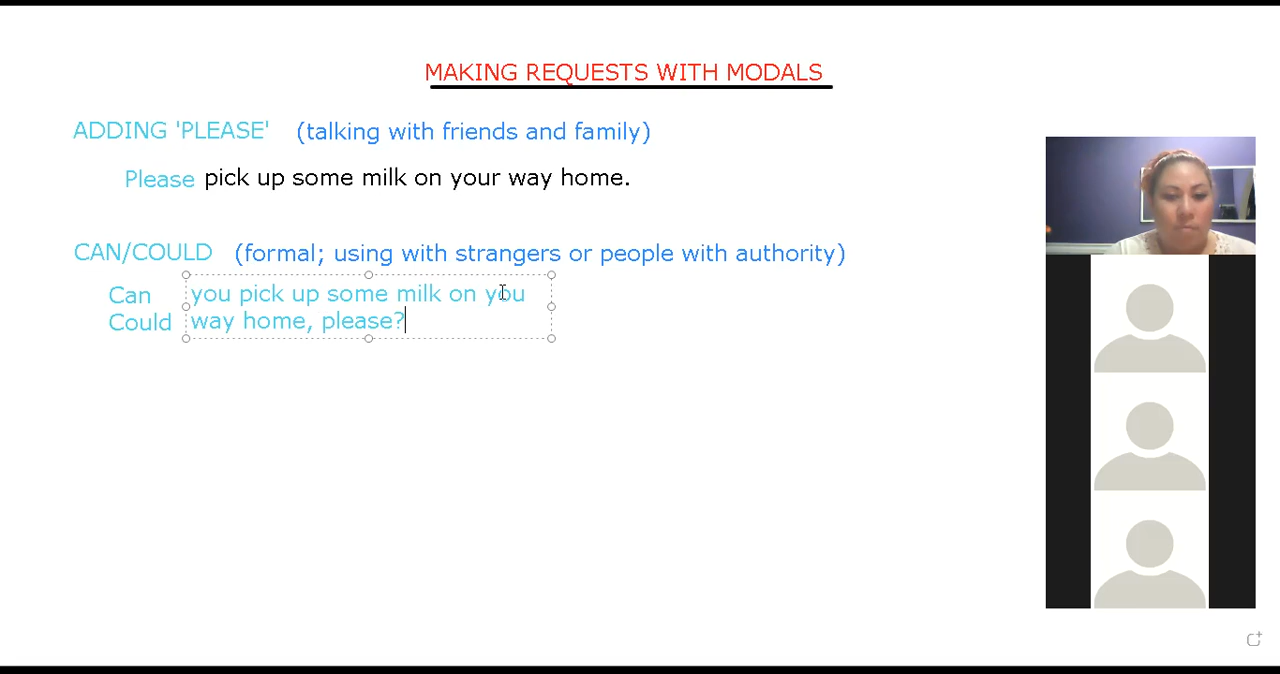 MAKING REQUESTS WITH MODALS
ADDING 'PLEASE' (talking with friends and family)
Please pick up some milk on your way home.
CAN/COULD (formal; using with strangers or people with authority)
Can you pick up some milk on you
Could way home, please?